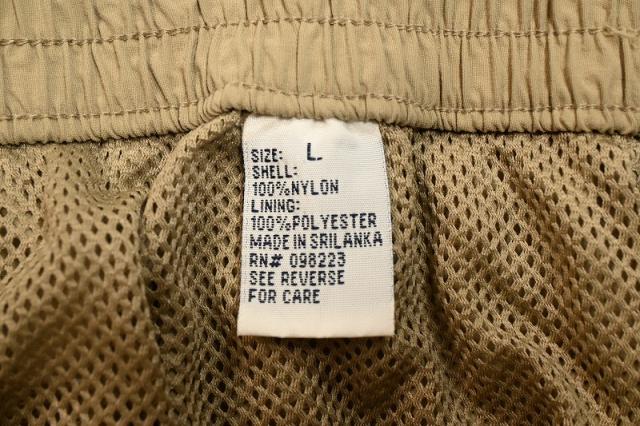 SIZE: L
SHELL:
100%NYLON
LINING:
100%POLYESTER
MADE IN SRILANKA
RN# 098223
SEE REVERSE
FOR CARE